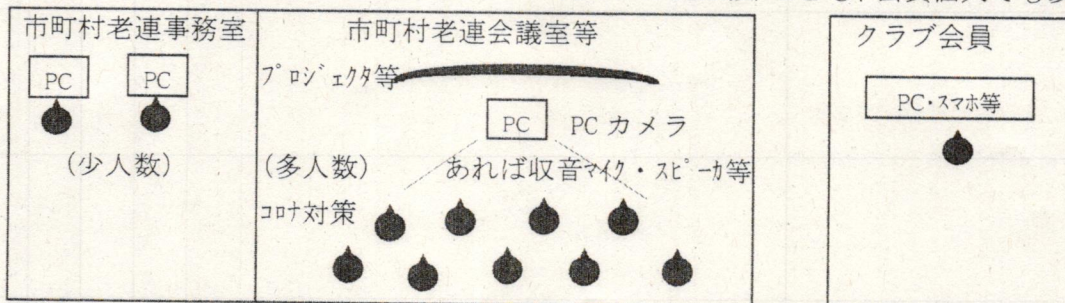 市町村老連事務室
PC
PC
(少人数)
市町村老連会議室等
プロジェクタ等
PC
PCカメラ
(多人数)
あれば収音マイク・スピーカ等
コロナ対策
クラブ会員
PC・スマホ等